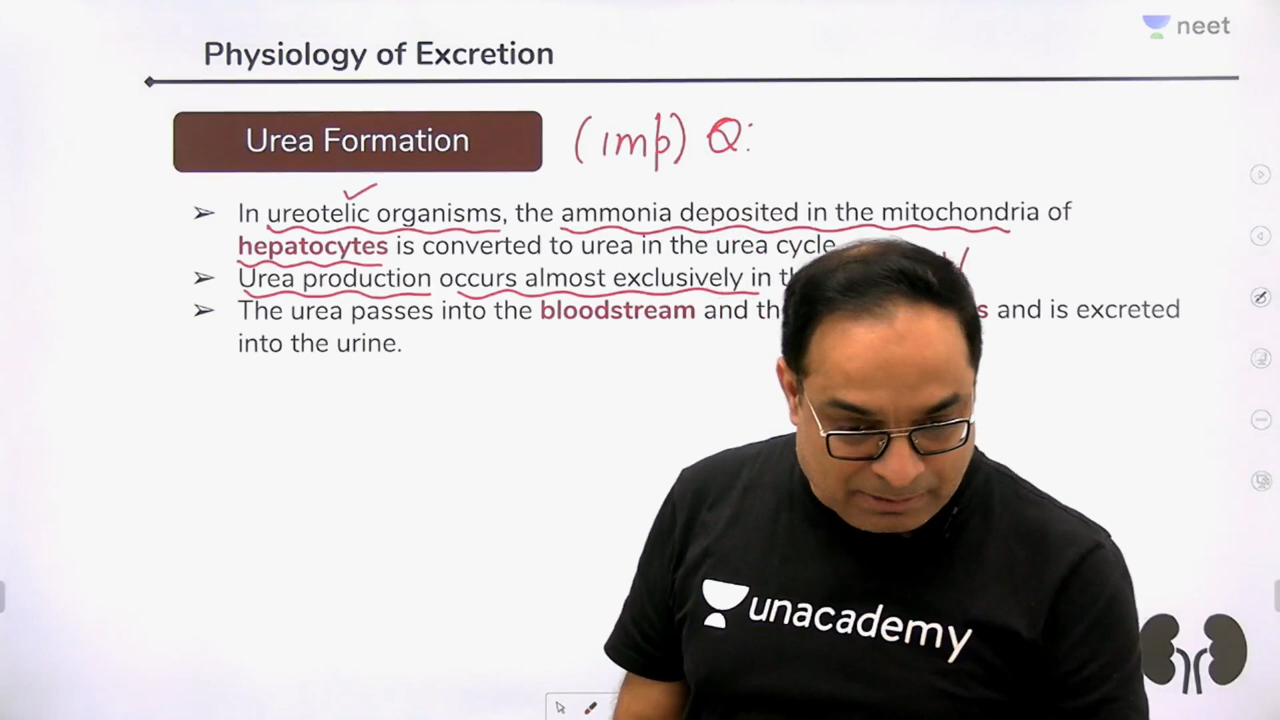 neet
Physiology of Excretion
Urea Formation
(imp) Q:
➢ In ureotelic organisms, the ammonia deposited in the mitochondria of
hepatocytes is converted to urea in the urea cycle
➢ Urea production occurs almost exclusively in
➢ The urea passes into the bloodstream and and is excreted
into the urine.
unacademy